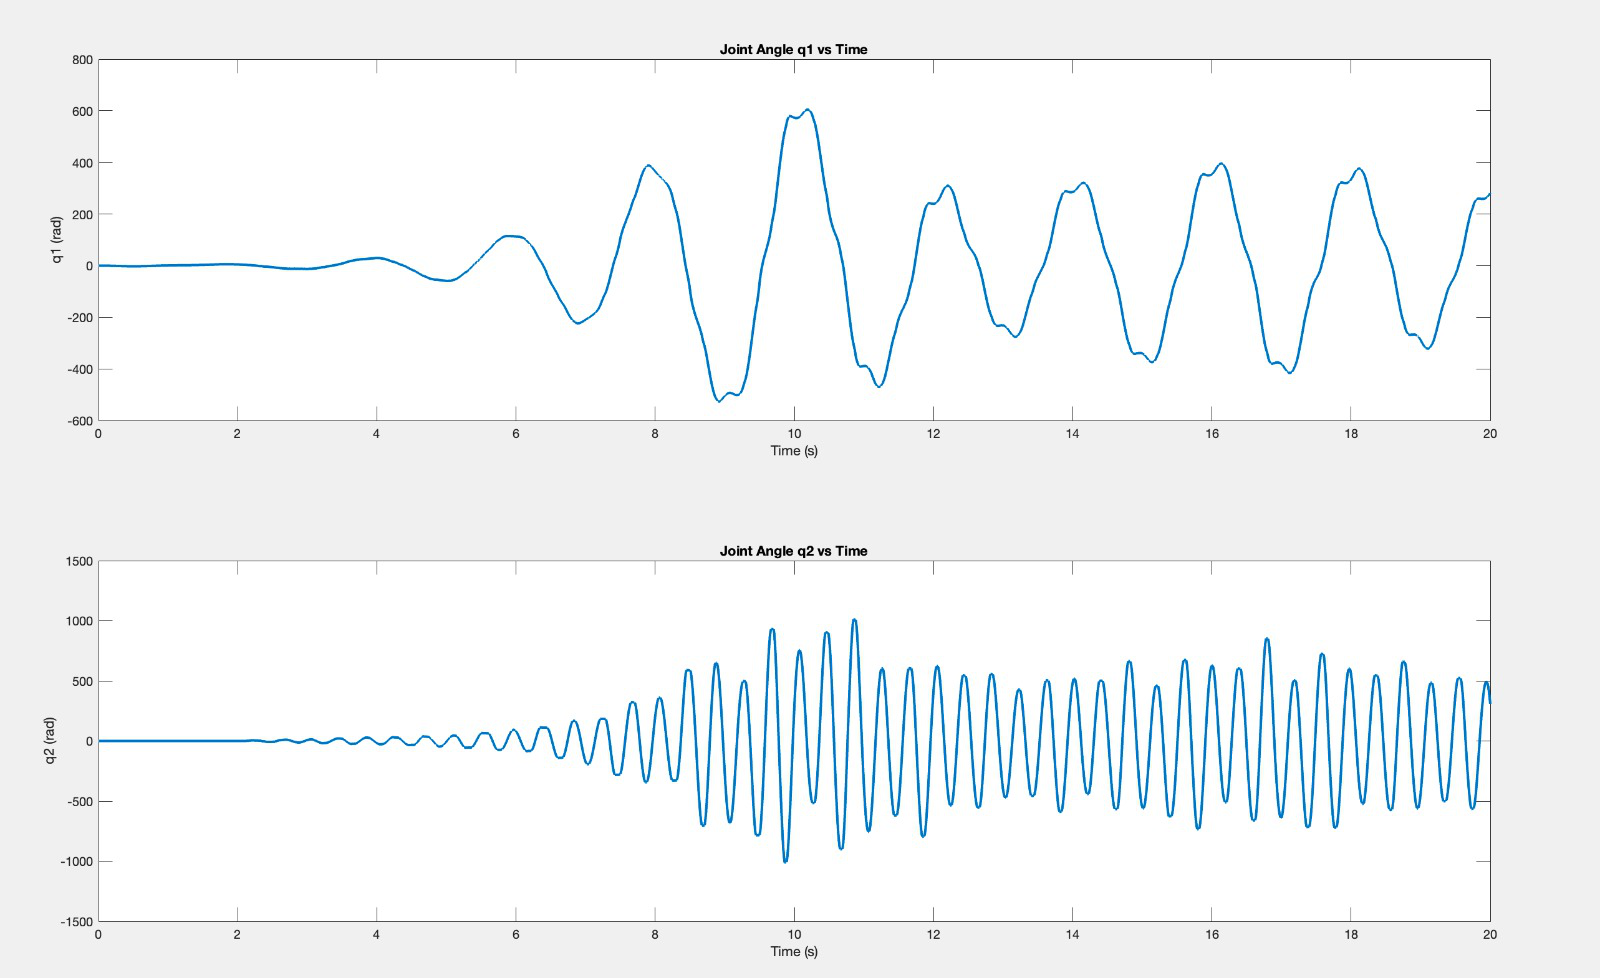 Joint Angle q1 vs Time
800
600
400
200
0
-200
-400
-600
q1 (rad)
0 2 4 6 8 10 12 14 16 18 20
Time (s)
Joint Angle q2 vs Time
1500
1000
500
0
-500
-1000
-1500
q2 (rad)
0 2 4 6 8 10 12 14 16 18 20
Time (s)